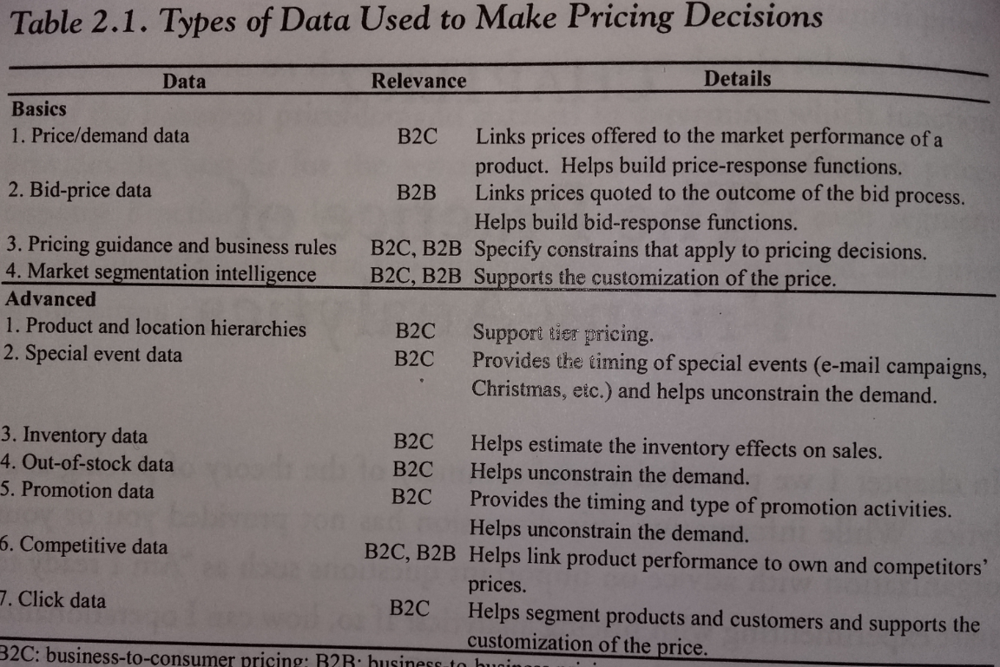 Table 2.1. Types of Data Used to Make Pricing Decisions
Data Relevance Details
Basics
1. Price/demand data B2C Links prices offered to the market performance of a
product. Helps build price-response functions.
2. Bid-price data B2B Links prices quoted to the outcome of the bid process.
Helps build bid-response functions.
3. Pricing guidance and business rules B2C, B2B Specify constrains that apply to pricing decisions.
4. Market segmentation intelligence B2C, B2B Supports the customization of the price.
Advanced
1. Product and location hierarchies B2C Support tier pricing.
2. Special event data B2C Provides the timing of special events (e-mail campaigns,
Christmas, etc.) and helps unconstrain the demand.
3. Inventory data B2C Helps estimate the inventory effects on sales.
4. Out-of-stock data B2C Helps unconstrain the demand.
5. Promotion data B2C Provides the timing and type of promotion activities.
Helps unconstrain the demand.
6. Competitive data B2C, B2B Helps link product performance to own and competitors’
prices.
7. Click data B2C Helps segment products and customers and supports the
customization of the price.
B2C: business-to-consumer pricing; B2B: business-to